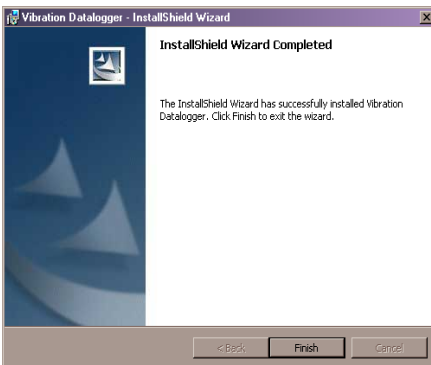 Vibration Datalogger - InstallShield Wizard
InstallShield Wizard Completed
The InstallShield Wizard has successfully installed Vibration
Datalogger. Click Finish to exit the wizard.
< Back Finish Cancel